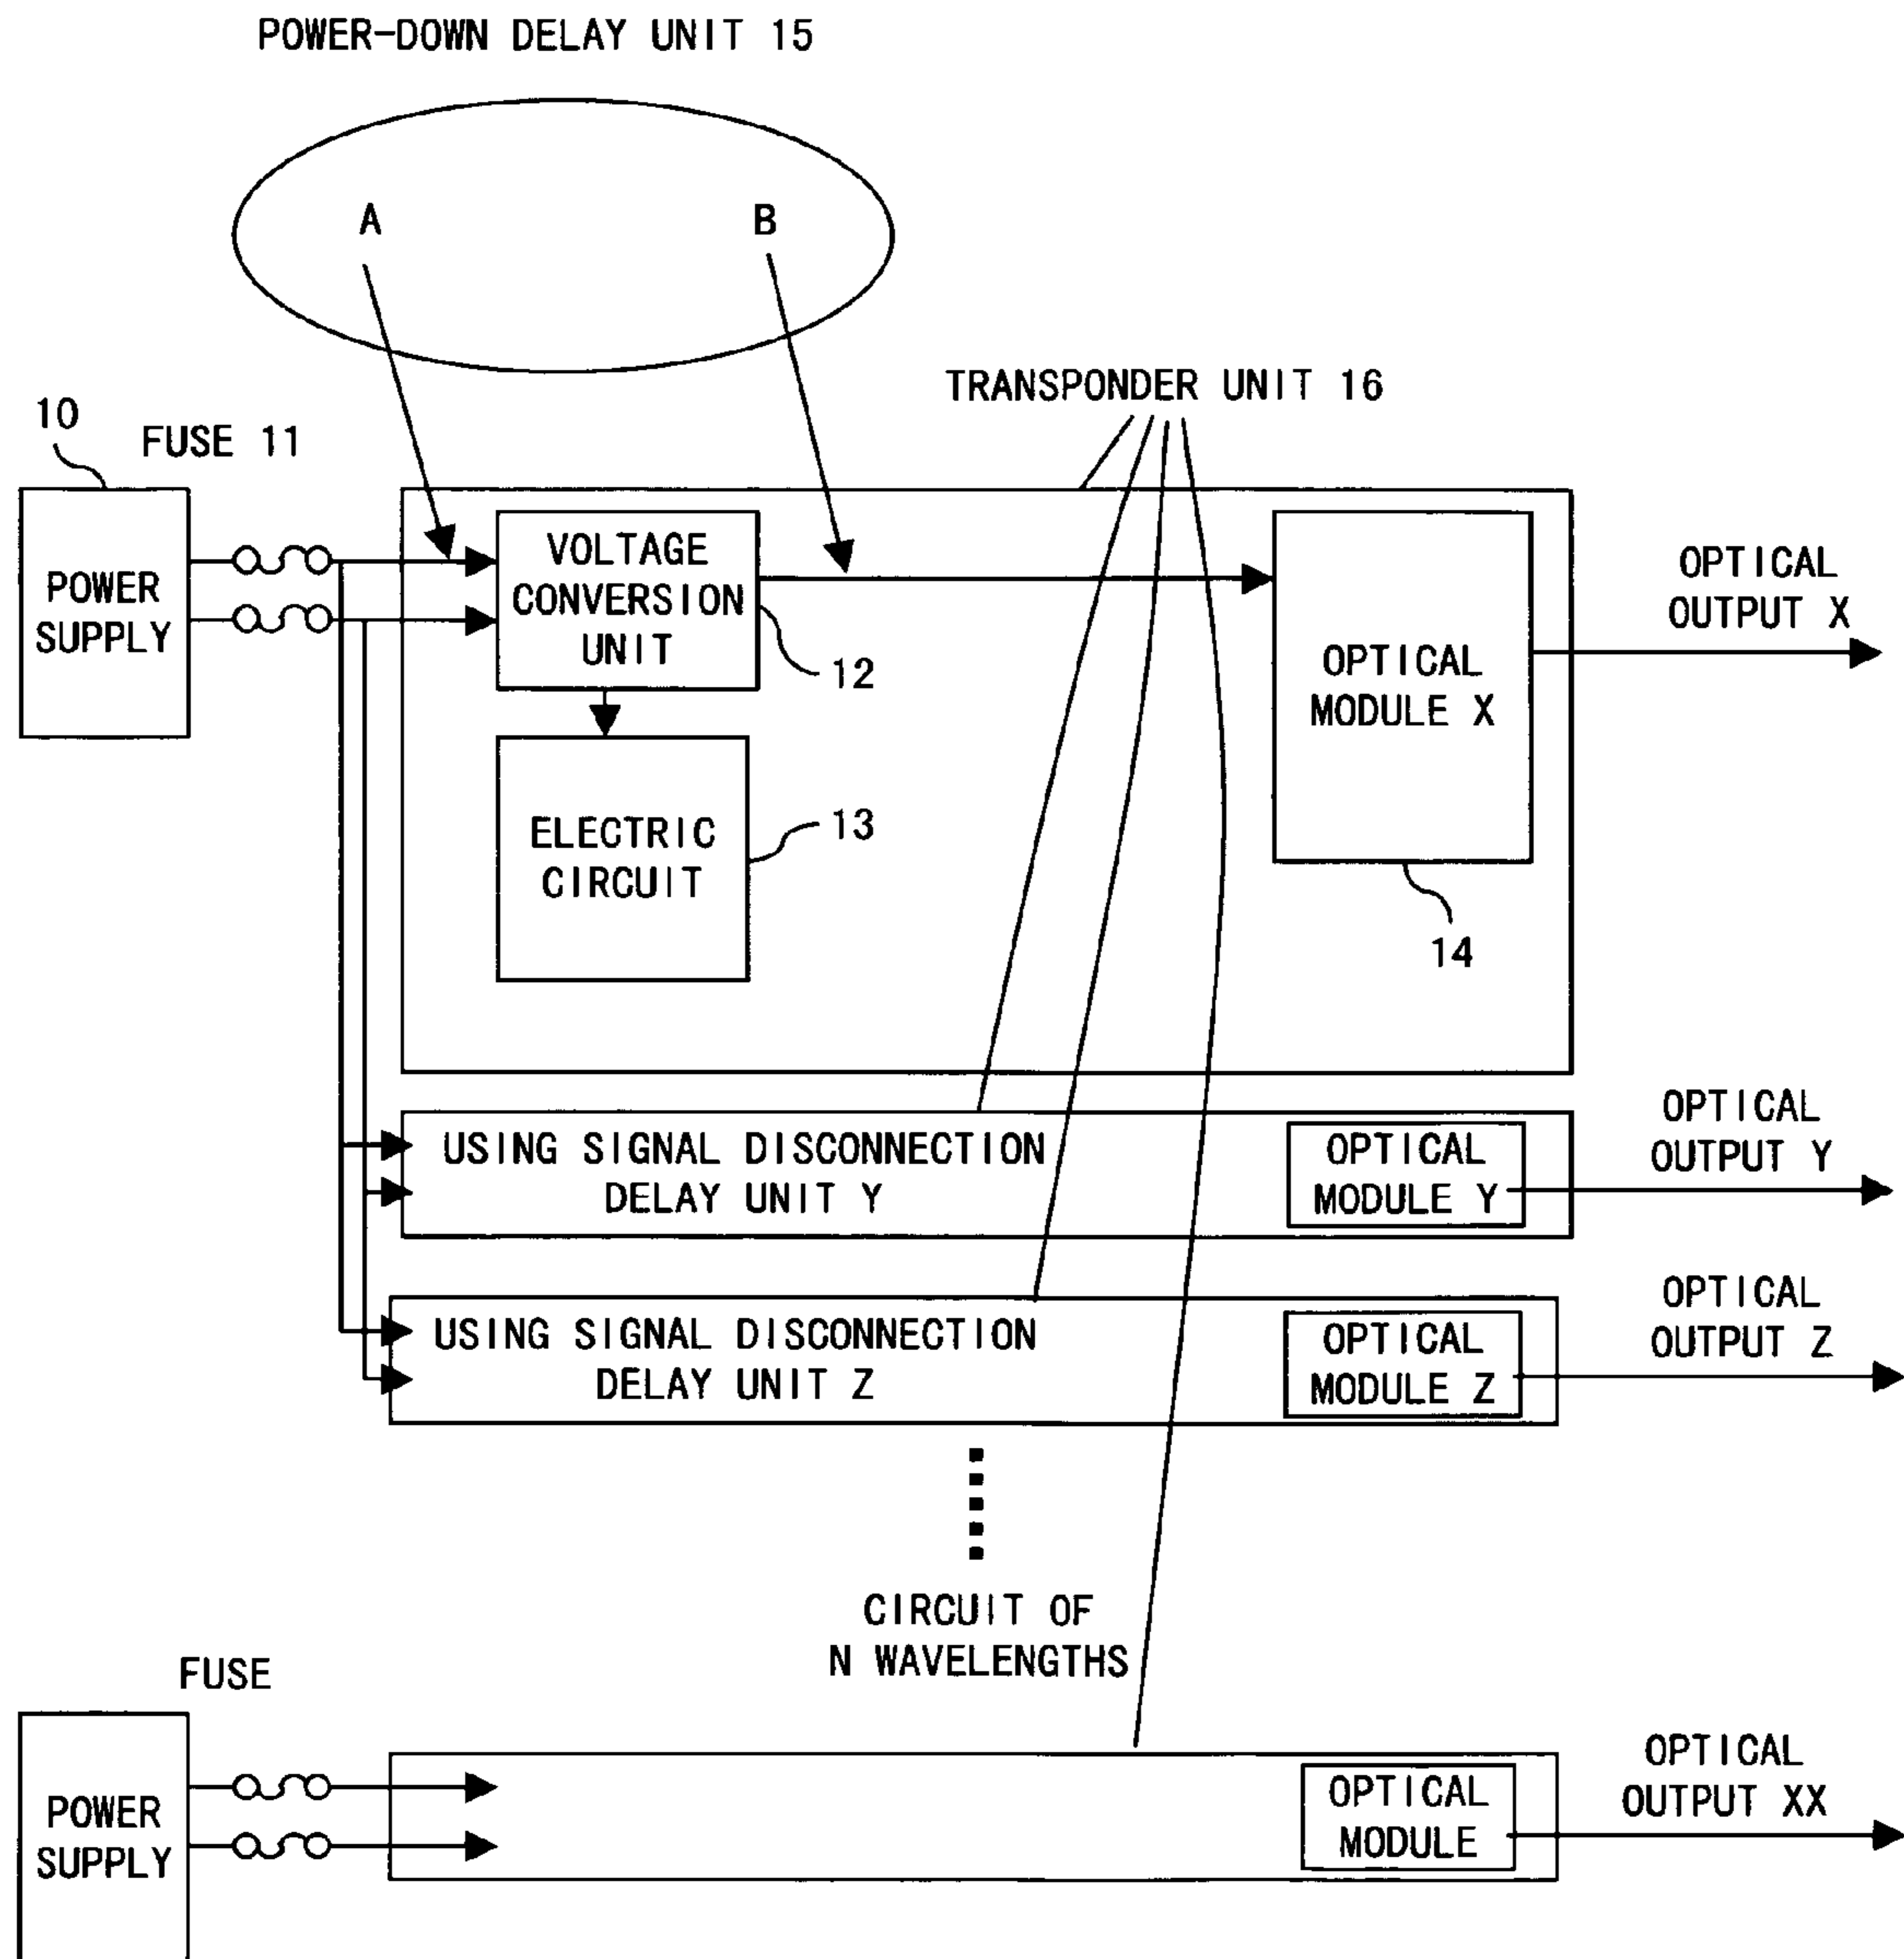 POWER-DOWN DELAY UNIT 15
A
B
TRANSPONDER UNIT 16
10
FUSE 11
POWER
SUPPLY
VOLTAGE
CONVERSION
UNIT
12
ELECTRIC
CIRCUIT
13
OPTICAL
MODULE X
14
OPTICAL
OUTPUT X
USING SIGNAL DISCONNECTION
DELAY UNIT Y
OPTICAL
MODULE Y
OPTICAL
OUTPUT Y
USING SIGNAL DISCONNECTION
DELAY UNIT Z
OPTICAL
MODULE Z
OPTICAL
OUTPUT Z
CIRCUIT OF
N WAVELENGTHS
FUSE
POWER
SUPPLY
OPTICAL
MODULE
OPTICAL
OUTPUT XX